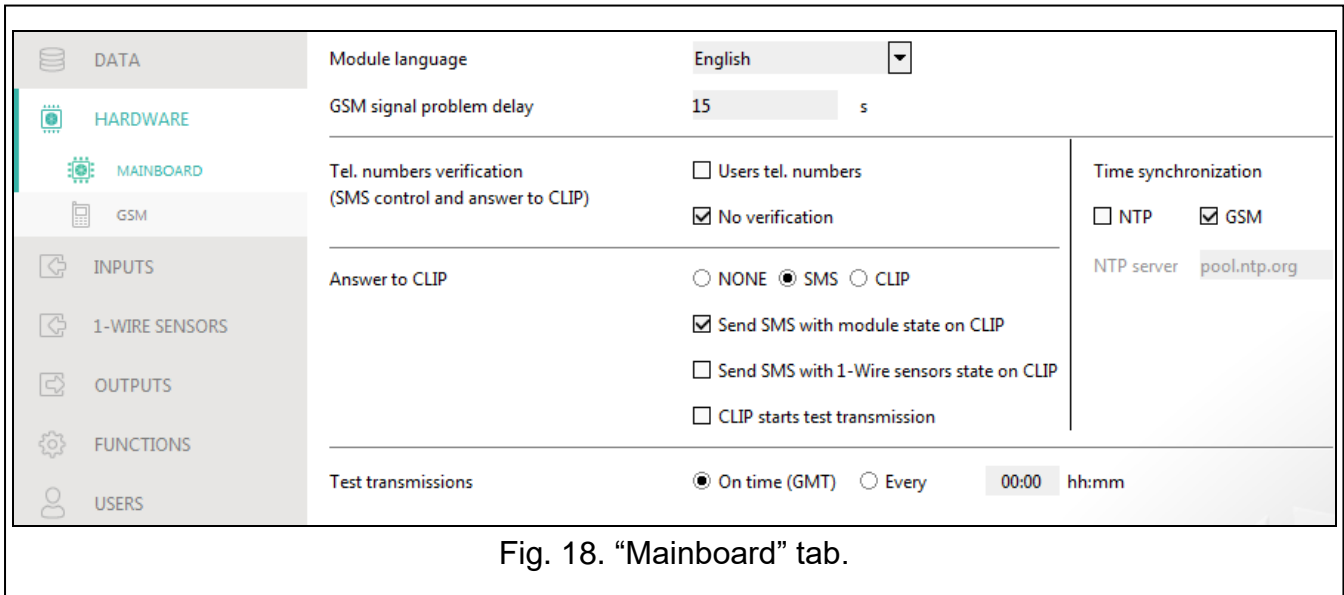 DATA
HARDWARE
MAINBOARD
GSM
INPUTS
1-WIRE SENSORS
OUTPUTS
FUNCTIONS
USERS
Module language English
GSM signal problem delay 15 s
Tel. numbers verification
(SMS control and answer to CLIP)
Users tel. numbers
No verification
Time synchronization
NTP GSM
NTP server pool.ntp.org
Answer to CLIP NONE SMS CLIP
Send SMS with module state on CLIP
Send SMS with 1-Wire sensors state on CLIP
CLIP starts test transmission
Test transmissions On time (GMT) Every 00:00 hh:mm
Fig. 18. “Mainboard” tab.